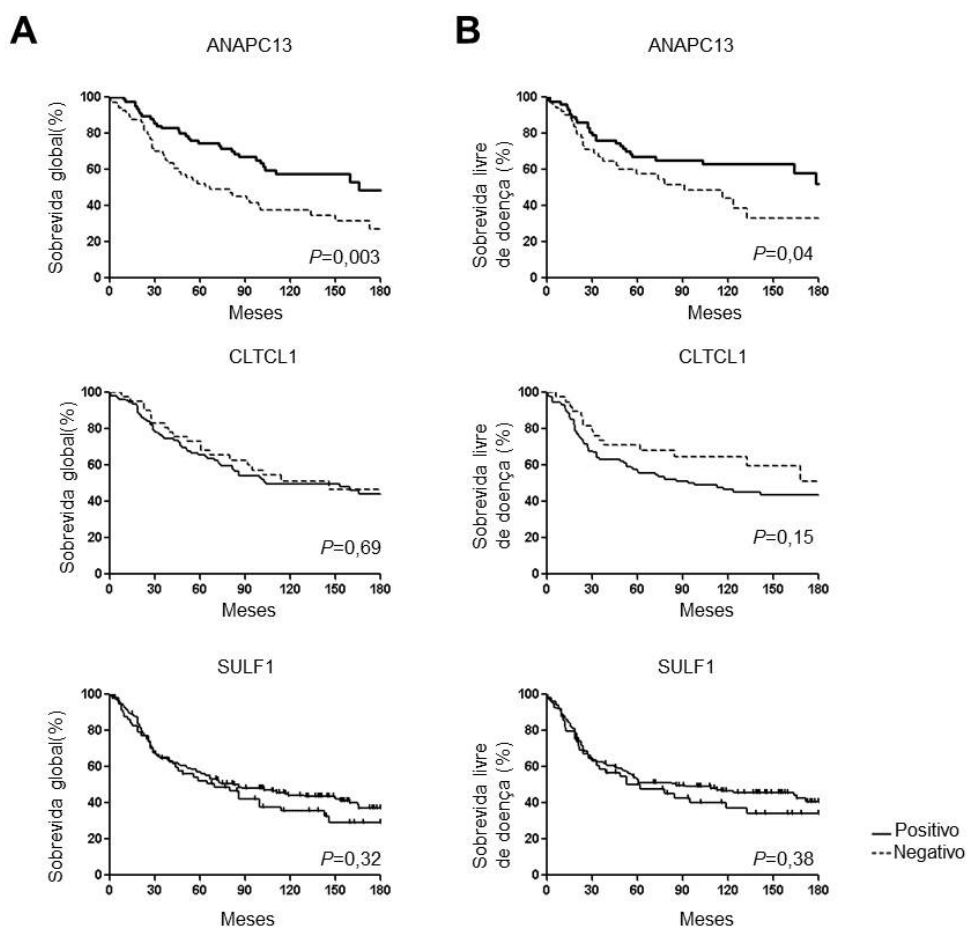 A
B
ANAPC13
ANAPC13
Sobrevida global(%)
100
80
60
40
20
0
P=0,003
0 30 60 90 120 150 180
Meses
Sobrevida livre
de doença (%)
100
80
60
40
20
0
P=0,04
0 30 60 90 120 150 180
Meses
CLTCL1
CLTCL1
Sobrevida global(%)
100
80
60
40
20
0
P=0,69
0 30 60 90 120 150 180
Meses
Sobrevida livre
de doença (%)
100
80
60
40
20
0
P=0,15
0 30 60 90 120 150 180
Meses
SULF1
SULF1
Sobrevida global(%)
100
80
60
40
20
0
P=0,32
0 30 60 90 120 150 180
Meses
Sobrevida livre
de doença (%)
100
80
60
40
20
0
P=0,38
0 30 60 90 120 150 180
Meses
Positivo
Negativo